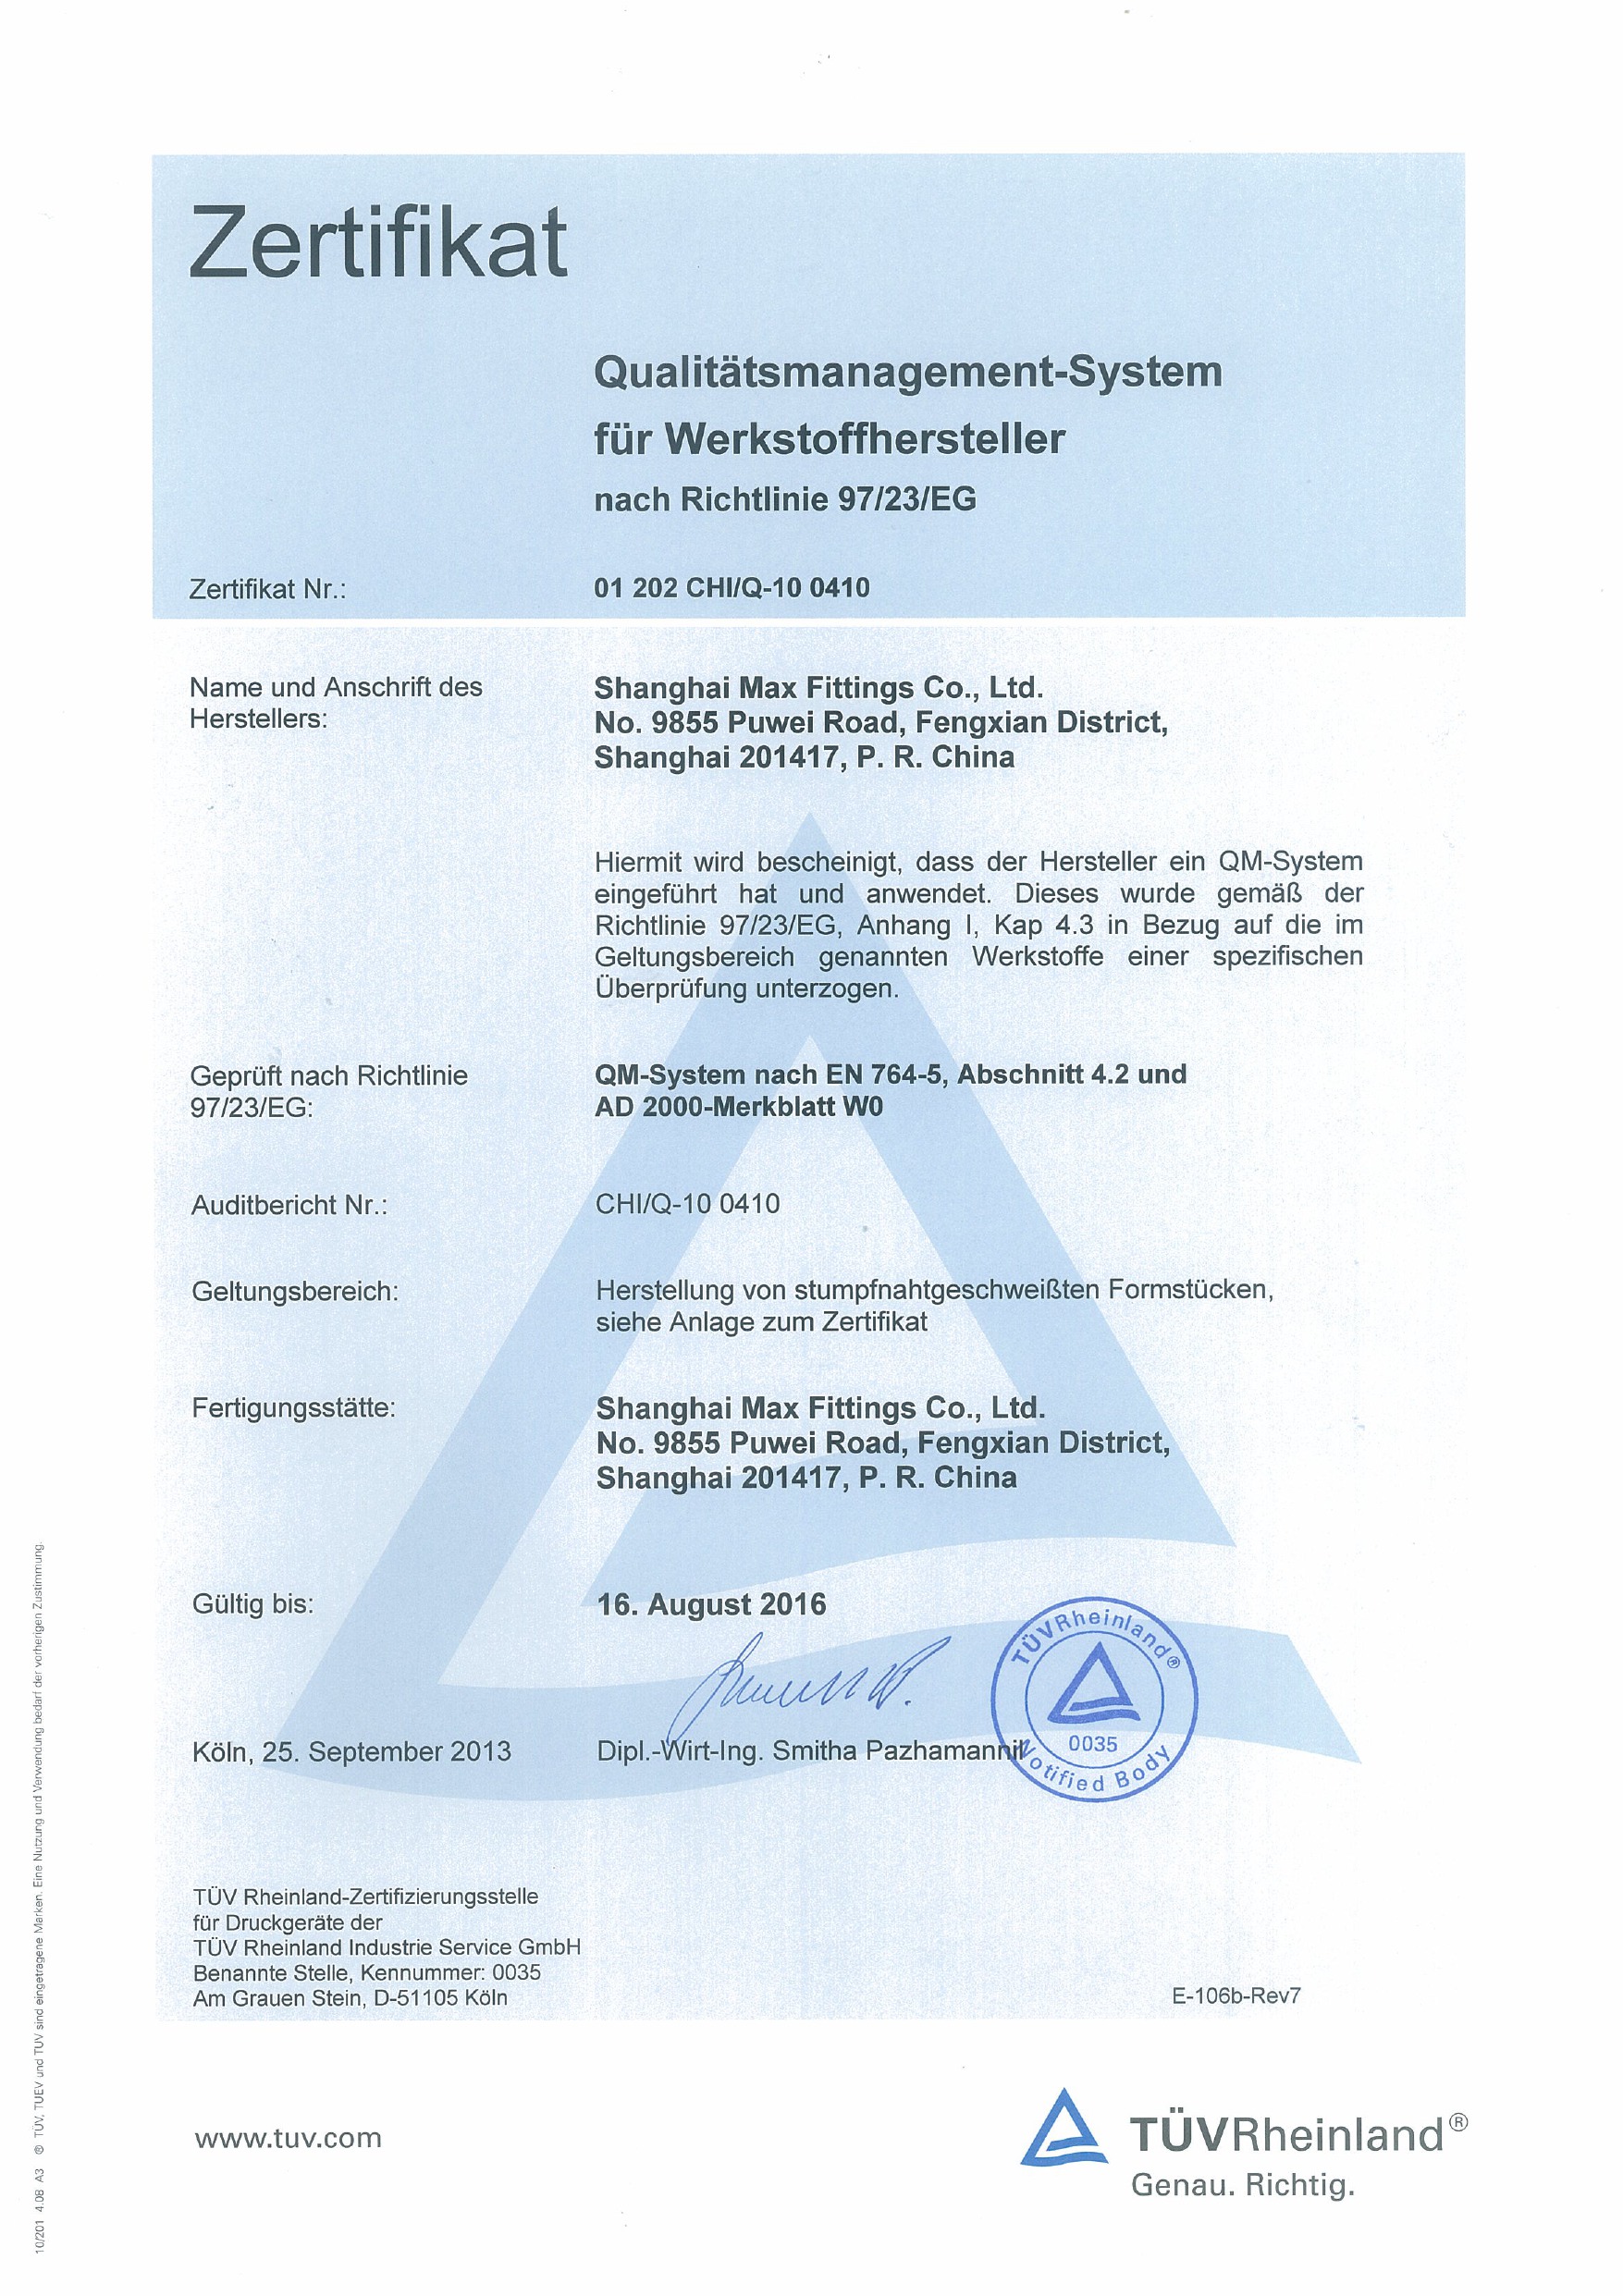 Zertifikat
Qualitätsmanagement-System
für Werkstoffhersteller
nach Richtlinie 97/23/EG
Zertifikat Nr.: 01 202 CHI/Q-10 0410
Name und Anschrift des
Herstellers:
Shanghai Max Fittings Co., Ltd.
No. 9855 Puwei Road, Fengxian District,
Shanghai 201417, P. R. China
Hiermit wird bescheinigt, dass der Hersteller ein QM-System
eingeführt hat und anwendet. Dieses wurde gemäß der
Richtlinie 97/23/EG, Anhang I, Kap 4.3 in Bezug auf die im
Geltungsbereich genannten Werkstoffe einer spezifischen
Überprüfung unterzogen.
Geprüft nach Richtlinie
97/23/EG:
QM-System nach EN 764-5, Abschnitt 4.2 und
AD 2000-Merkblatt W0
Auditbericht Nr.: CHI/Q-10 0410
Geltungsbereich:
Herstellung von stumpfnahtgeschweißten Formstücken,
siehe Anlage zum Zertifikat
Fertigungsstätte:
Shanghai Max Fittings Co., Ltd.
No. 9855 Puwei Road, Fengxian District,
Shanghai 201417, P. R. China
Gültig bis: 16. August 2016
TÜVRheinland®
0035
Notified Body
Köln, 25. September 2013
Dipl.-Wirt-Ing. Smitha Pazhamannil
TÜV Rheinland-Zertifizierungsstelle
für Druckgeräte der
TÜV Rheinland Industrie Service GmbH
Benannte Stelle, Kennummer: 0035
Am Grauen Stein, D-51105 Köln
E-106b-Rev7
www.tuv.com
TÜVRheinland®
Genau. Richtig.
10/201 4.08 A3 ® TÜV, TUEV und TUV sind eingetragene Marken. Eine Nutzung und Verwendung bedarf der vorherigen Zustimmung.